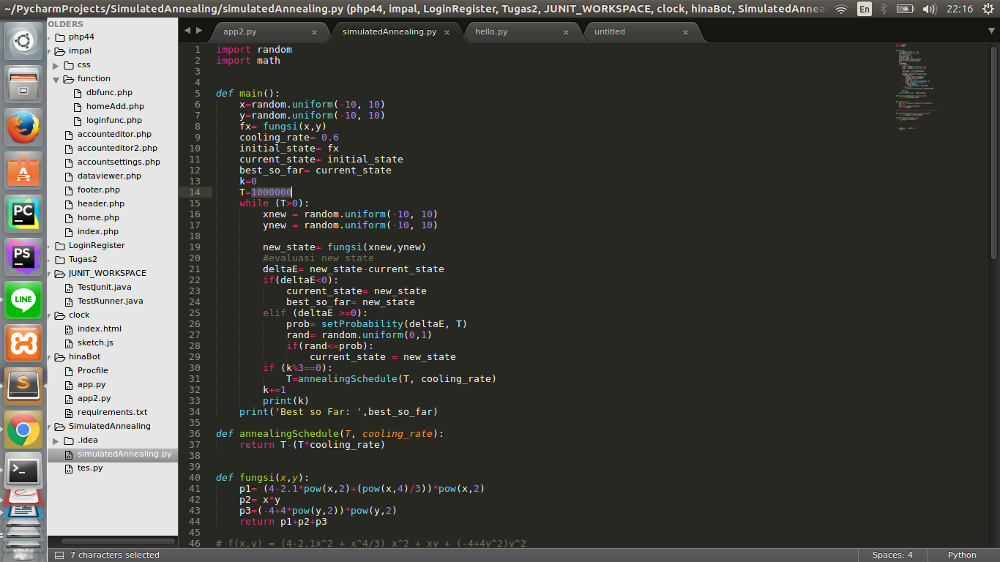 ~/PycharmProjects/SimulatedAnnealing/simulatedAnnealing.py (php44, impal, LoginRegister, Tugas2, JUNIT_WORKSPACE, clock, hinaBot, SimulatedAnnea
En
22:16
OLDERS
php44
impal
css
function
dbfunc.php
homeAdd.php
loginfunc.php
accounteditor.php
accounteditor2.php
accountsettings.php
dataviewer.php
footer.php
header.php
home.php
index.php
LoginRegister
Tugas2
JUNIT_WORKSPACE
TestJunit.java
TestRunner.java
clock
index.html
sketch.js
hinaBot
Procfile
app.py
app2.py
requirements.txt
SimulatedAnnealing
.idea
simulatedAnnealing.py
tes.py
PC
PS
LINE
S
app2.py ×
simulatedAnnealing.py ×
hello.py ×
untitled ×
1 import random
2 import math
3
4
5 def main():
6 x=random.uniform(-10, 10)
7 y=random.uniform(-10, 10)
8 fx= fungsi(x,y)
9 cooling_rate= 0.6
10 initial_state= fx
11 current_state= initial_state
12 best_so_far= current_state
13 k=0
14 T=1000000
15 while (T>0):
16 xnew = random.uniform(-10, 10)
17 ynew = random.uniform(-10, 10)
18
19 new_state= fungsi(xnew,ynew)
20 #evaluasi new state
21 deltaE= new_state-current_state
22 if(deltaE<0):
23 current_state= new_state
24 best_so_far= new_state
25 elif (deltaE >=0):
26 prob= setProbability(deltaE, T)
27 rand= random.uniform(0,1)
28 if(rand<=prob):
29 current_state = new_state
30 if (k%3==0):
31 T=annealingSchedule(T, cooling_rate)
32 k+=1
33 print(k)
34 print('Best so Far: ',best_so_far)
35
36 def annealingSchedule(T, cooling_rate):
37 return T-(T*cooling_rate)
38
39
40 def fungsi(x,y):
41 p1= (4-2.1*pow(x,2)+(pow(x,4)/3))*pow(x,2)
42 p2= x*y
43 p3=(-4+4*pow(y,2))*pow(y,2)
44 return p1+p2+p3
45
46 # f(x,y) = (4-2,1x^2 + x^4/3) x^2 + xy + (-4+4y^2)y^2
7 characters selected
Spaces: 4
Python